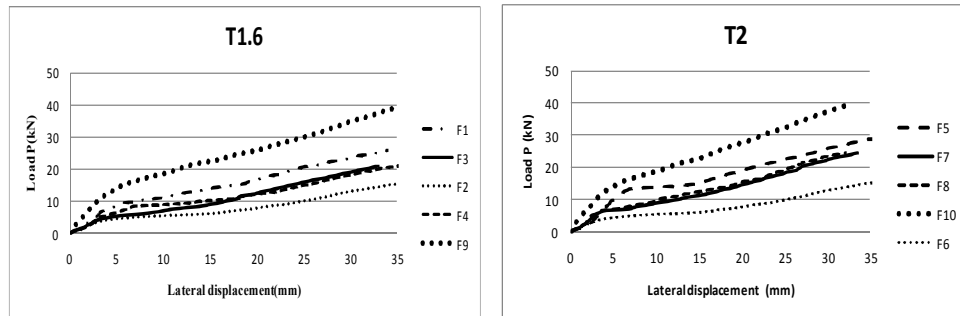 T1.6
50
40
30
20
10
0
Load P (kN)
0 5 10 15 20 25 30 35
Lateral displacement(mm)
F1
F3
F2
F4
F9
T2
50
40
30
20
10
0
Load P (kN)
0 5 10 15 20 25 30 35
Lateral displacement (mm)
F5
F7
F8
F10
F6